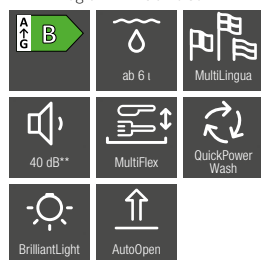 A
G
B
ab 6 l
MultiLingua
40 dB**
MultiFlex
QuickPower
Wash
BrilliantLight
AutoOpen